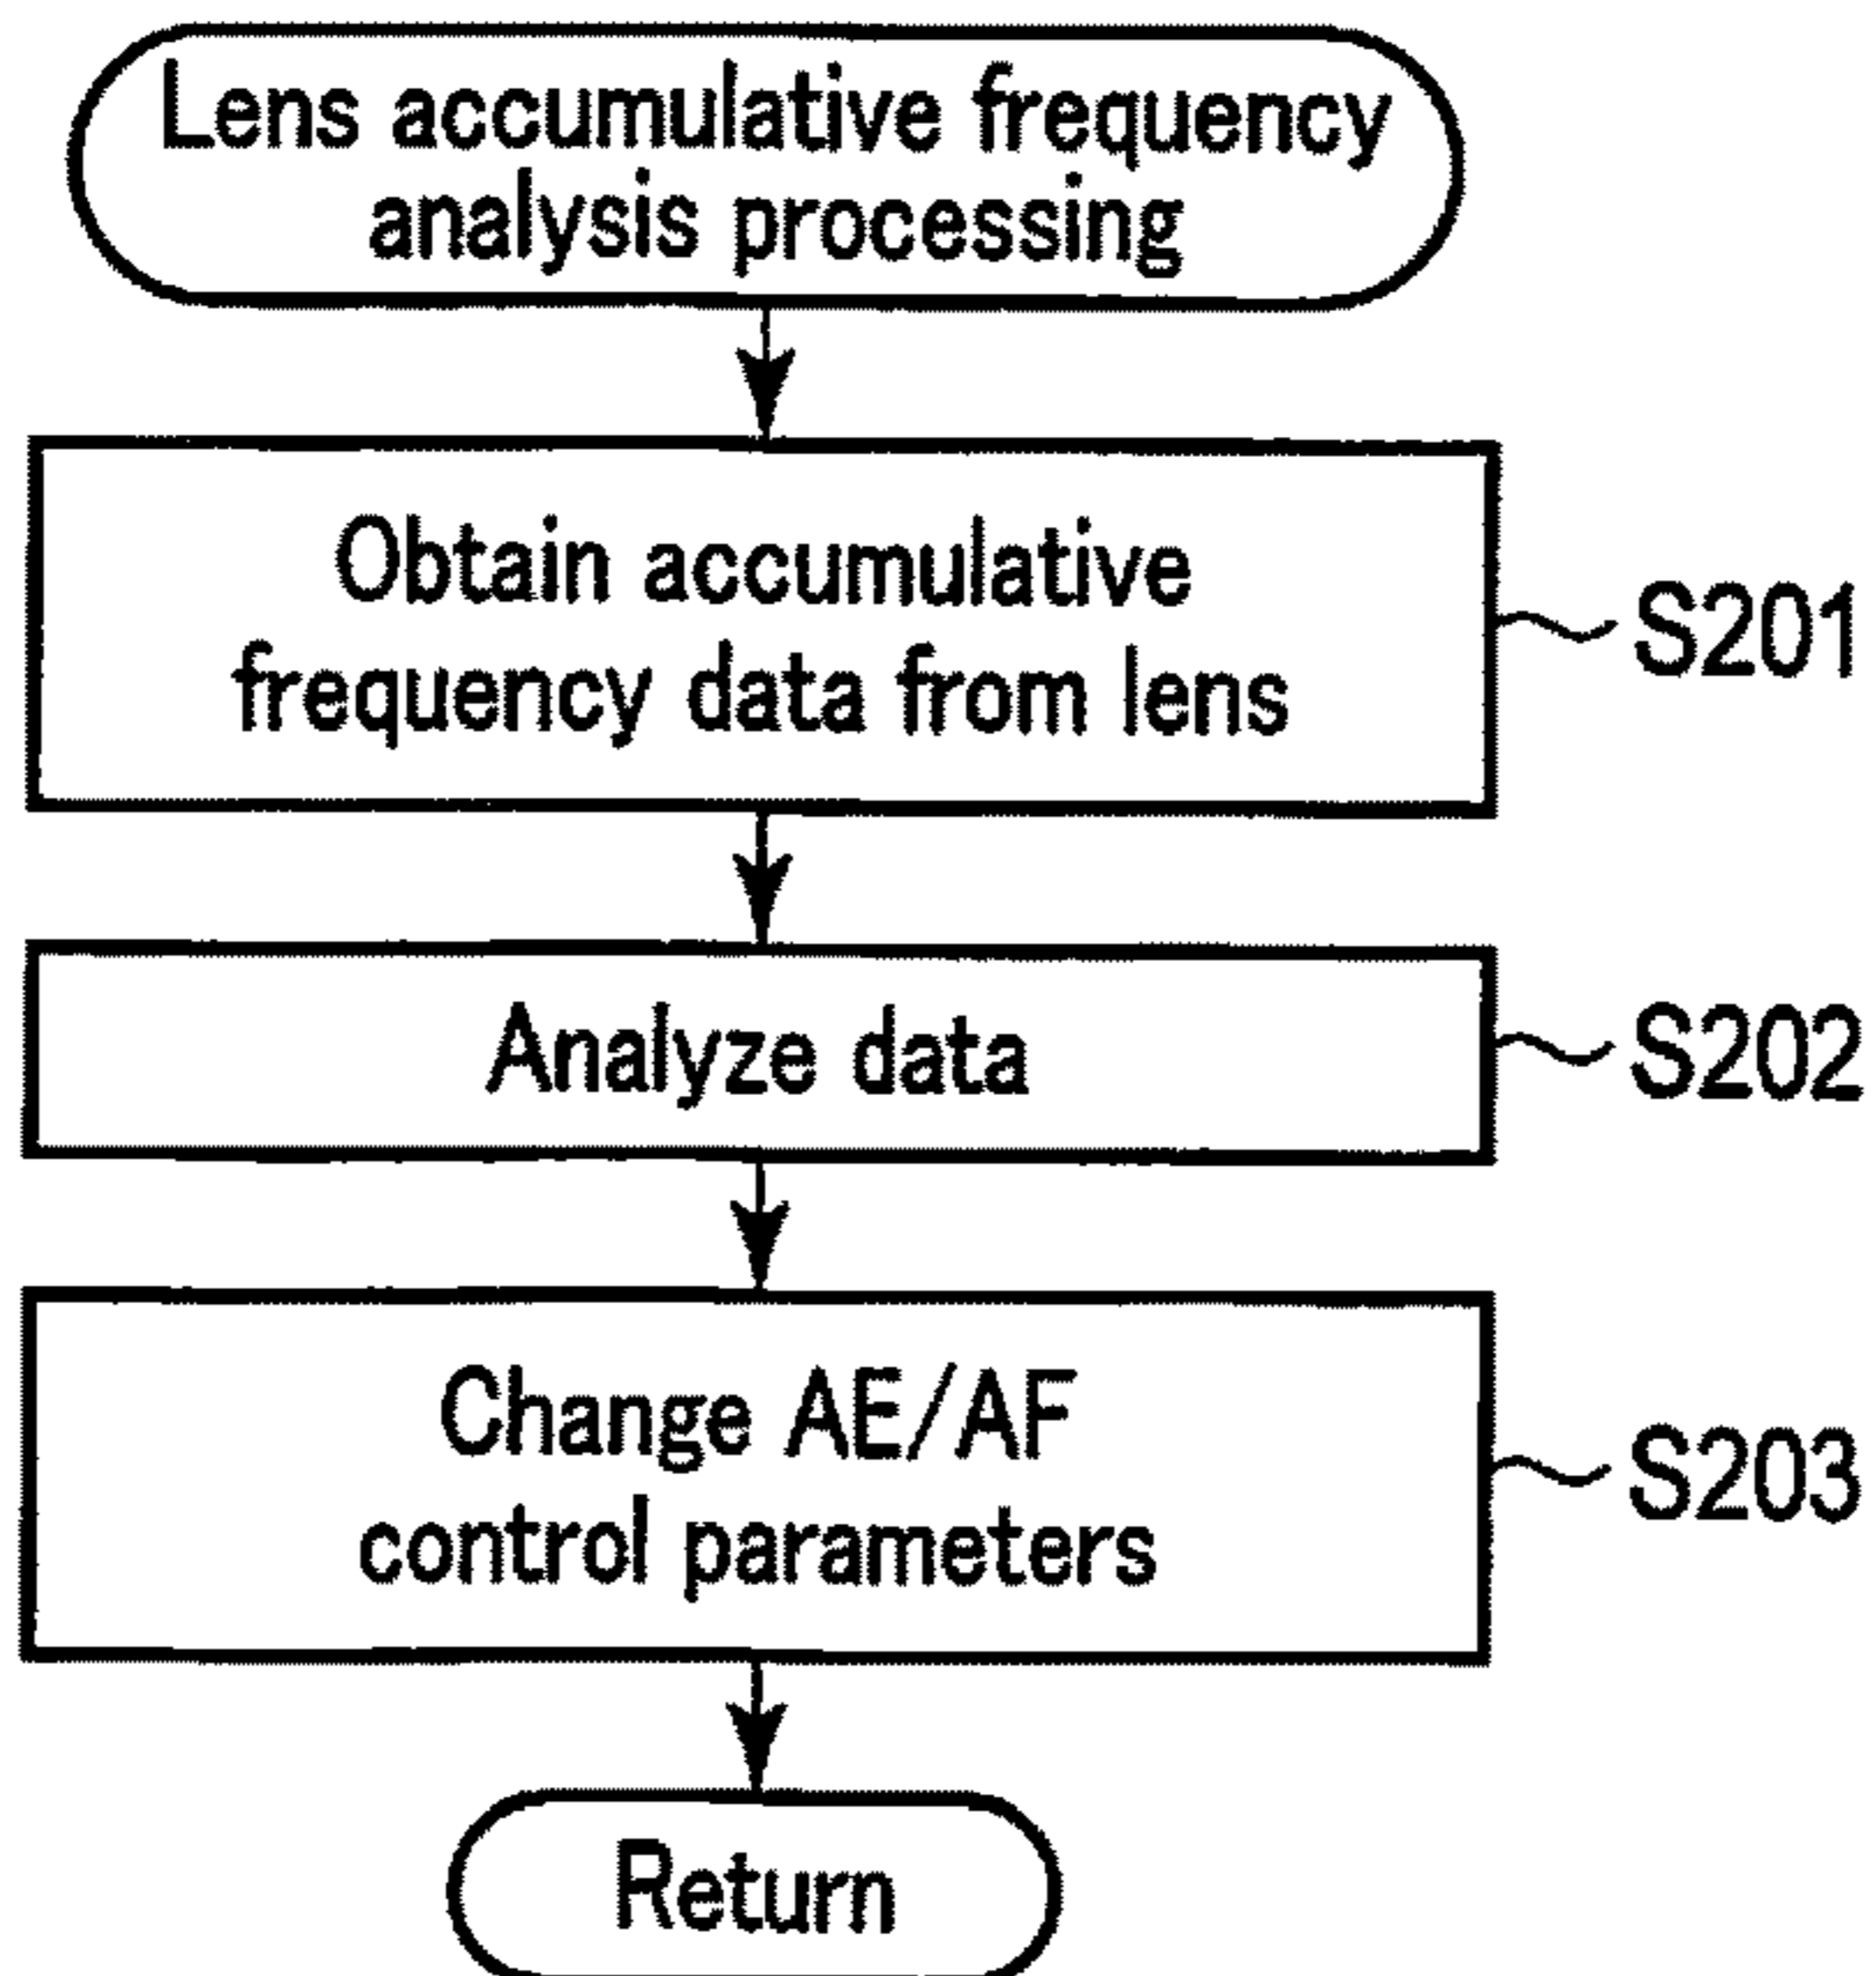 Lens accumulative frequency
analysis processing
Obtain accumulative
frequency data from lens
S201
Analyze data
S202
Change AE/AF
control parameters
S203
Return